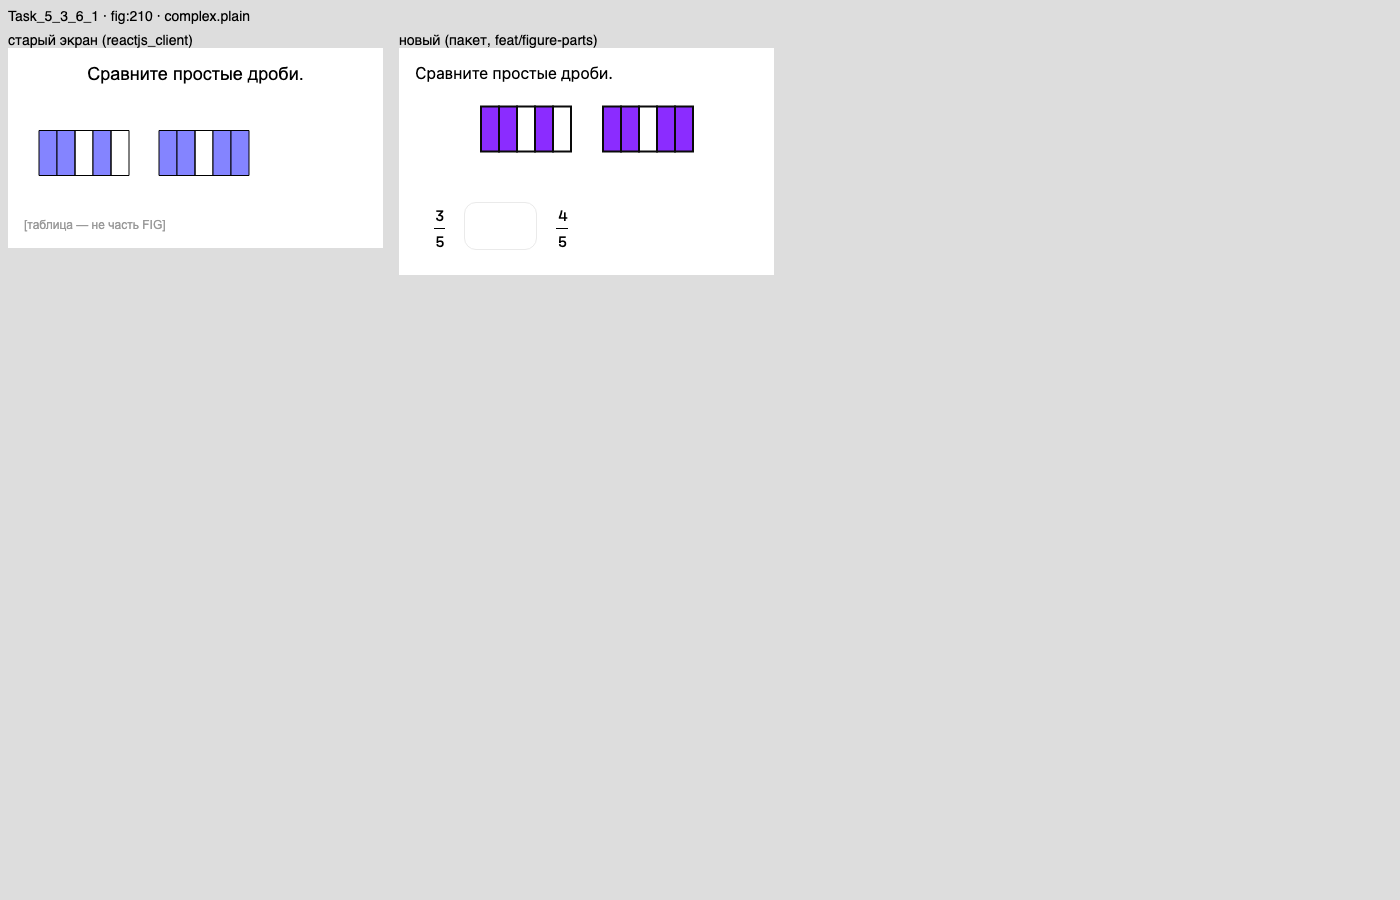 Task_5_3_6_1 · fig:210 · complex.plain
старый экран (reactjs_client)
Сравните простые дроби.
[таблица — не часть FIG]
новый (пакет, feat/figure-parts)
Сравните простые дроби.
3 4
5 5